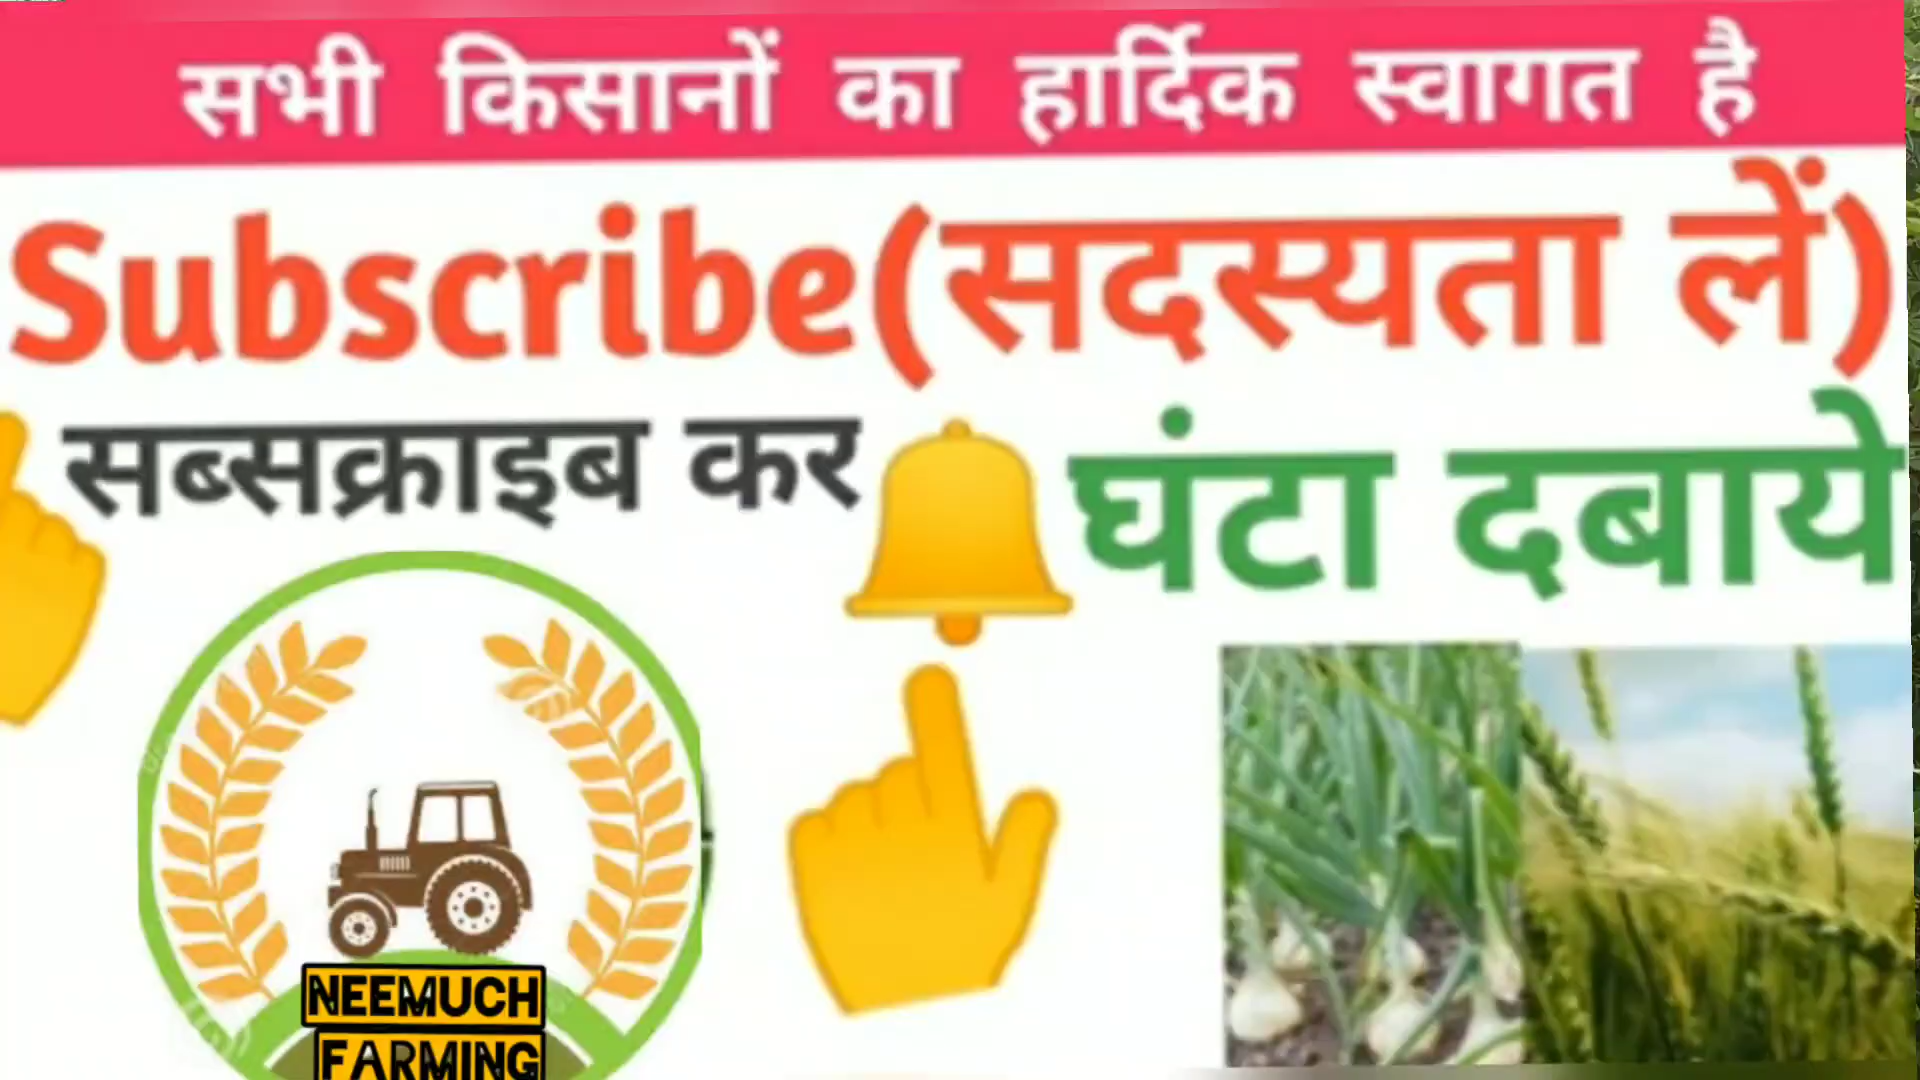 सभी किसानों का हार्दिक स्वागत है
Subscribe(सदस्यता लें)
सब्सक्राइब कर घंटा दबाये
NEEMUCH
FARMING